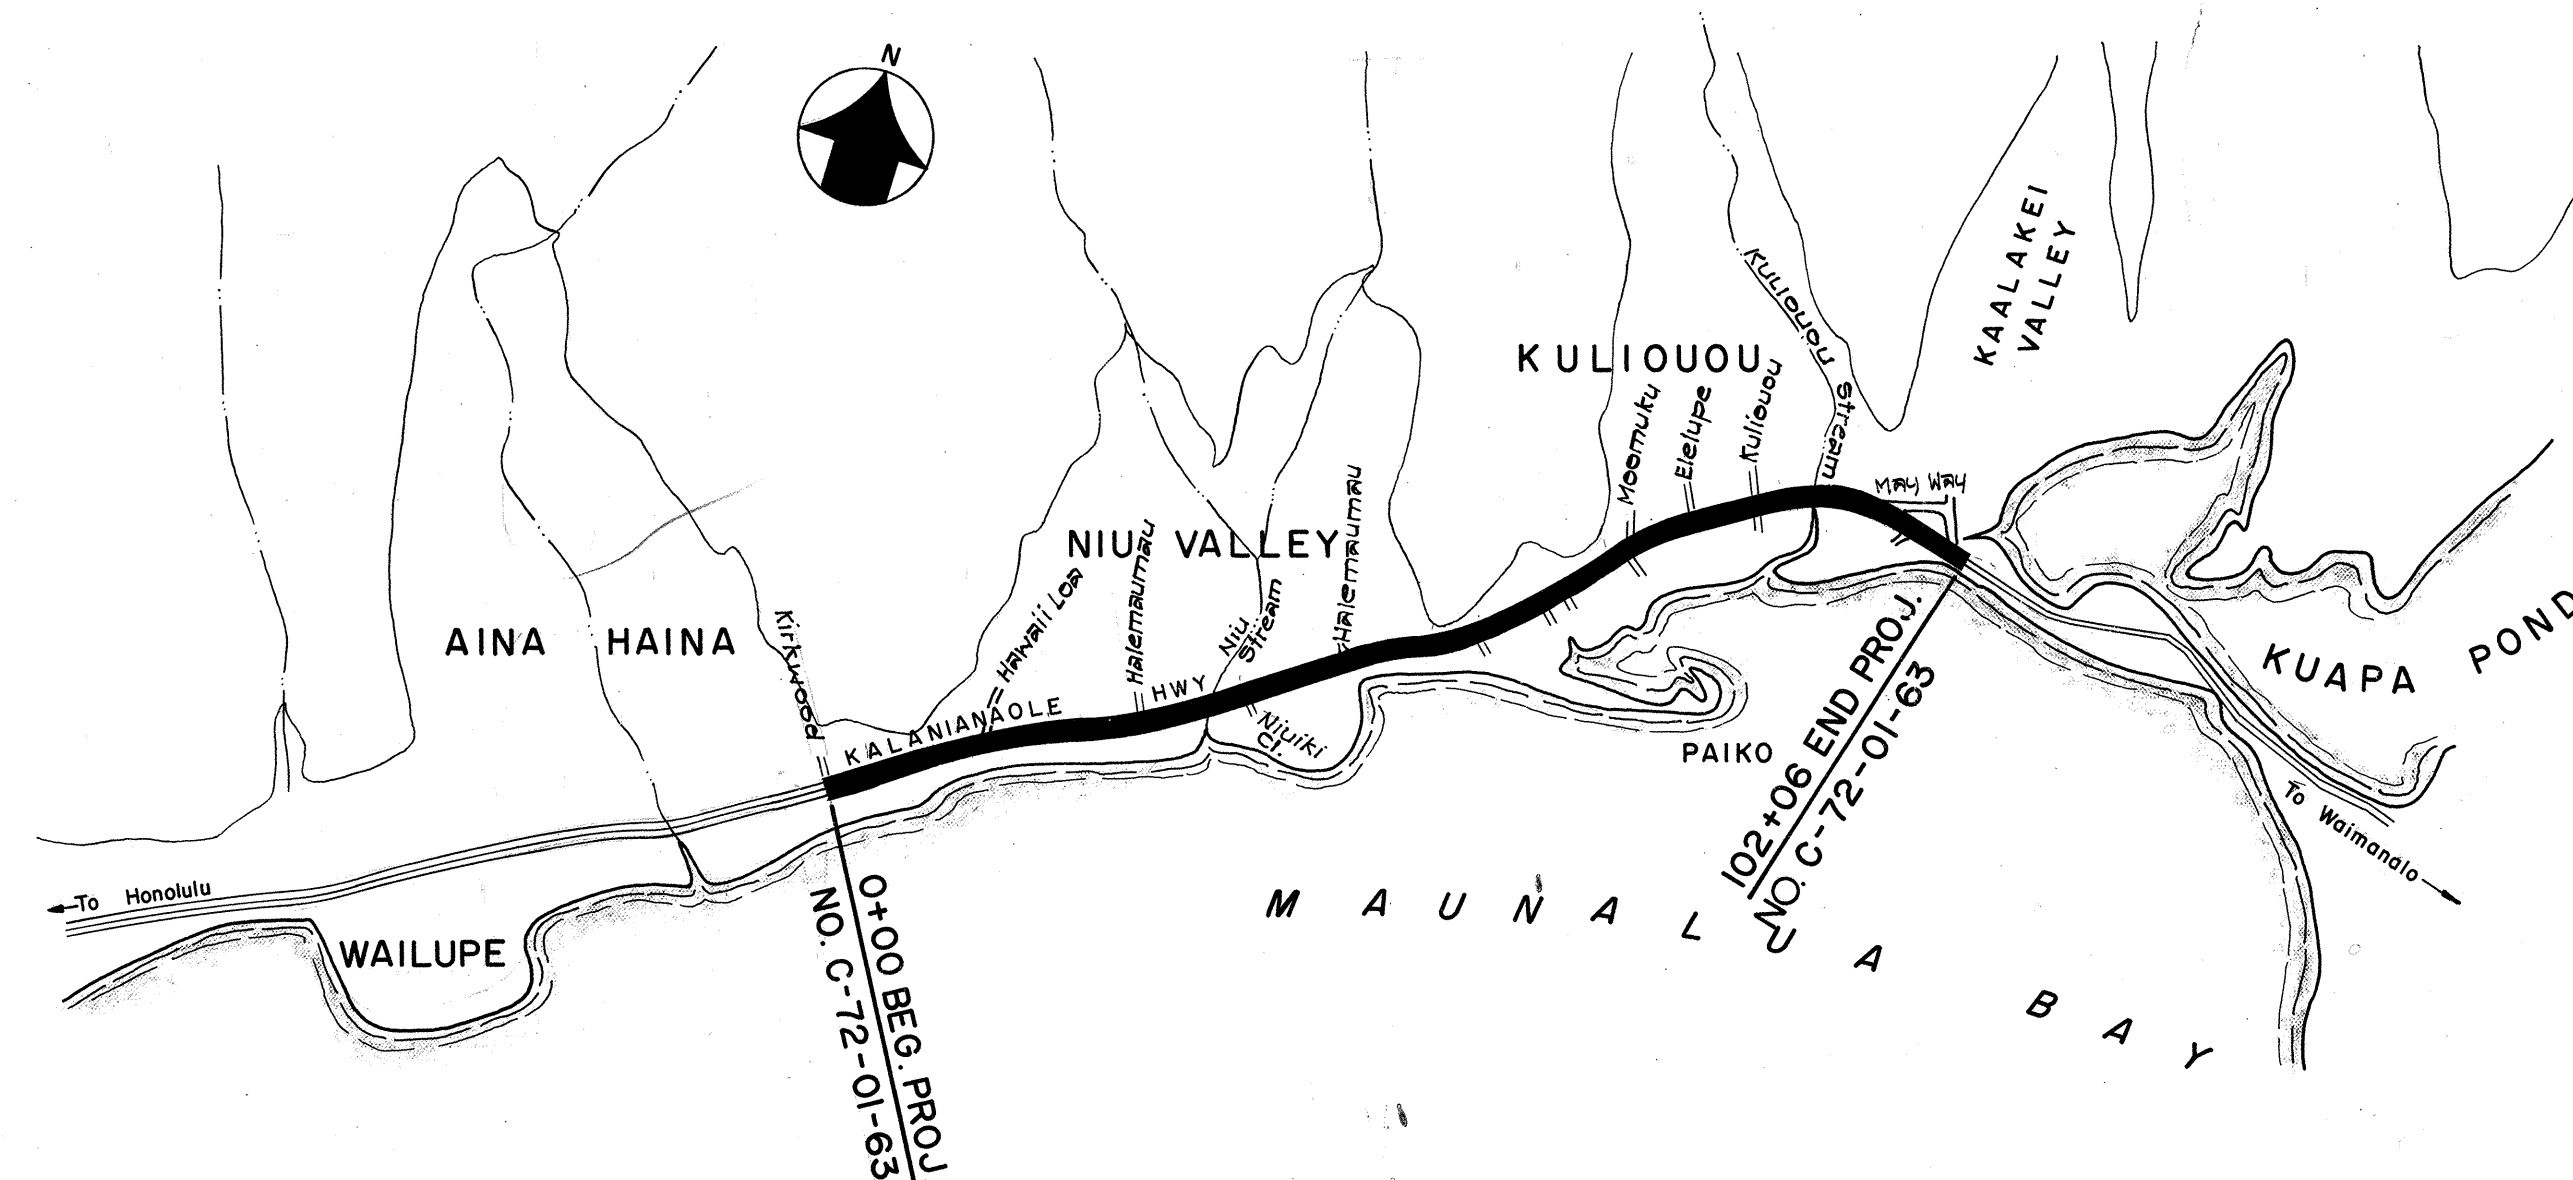 N
KAALAKEI
VALLEY
Kuliouou Stream
KULIOUOU
Moomuku
Elelupe
Kuliouou
May Way
NIU VALLEY
Halemaumau
Halemaumau
Hawaii Loa
Niu
Stream
AINA HAINA
Kirkwood
KALANIANAOLE HWY
Niuiki
Cl.
PAIKO
KUAPA POND
To Waimanalo
To Honolulu
WAILUPE
MAUNALUA BAY
0+00 BEG. PROJ
NO. C-72-01-63
102+06 END PROJ.
NO. C-72-01-63